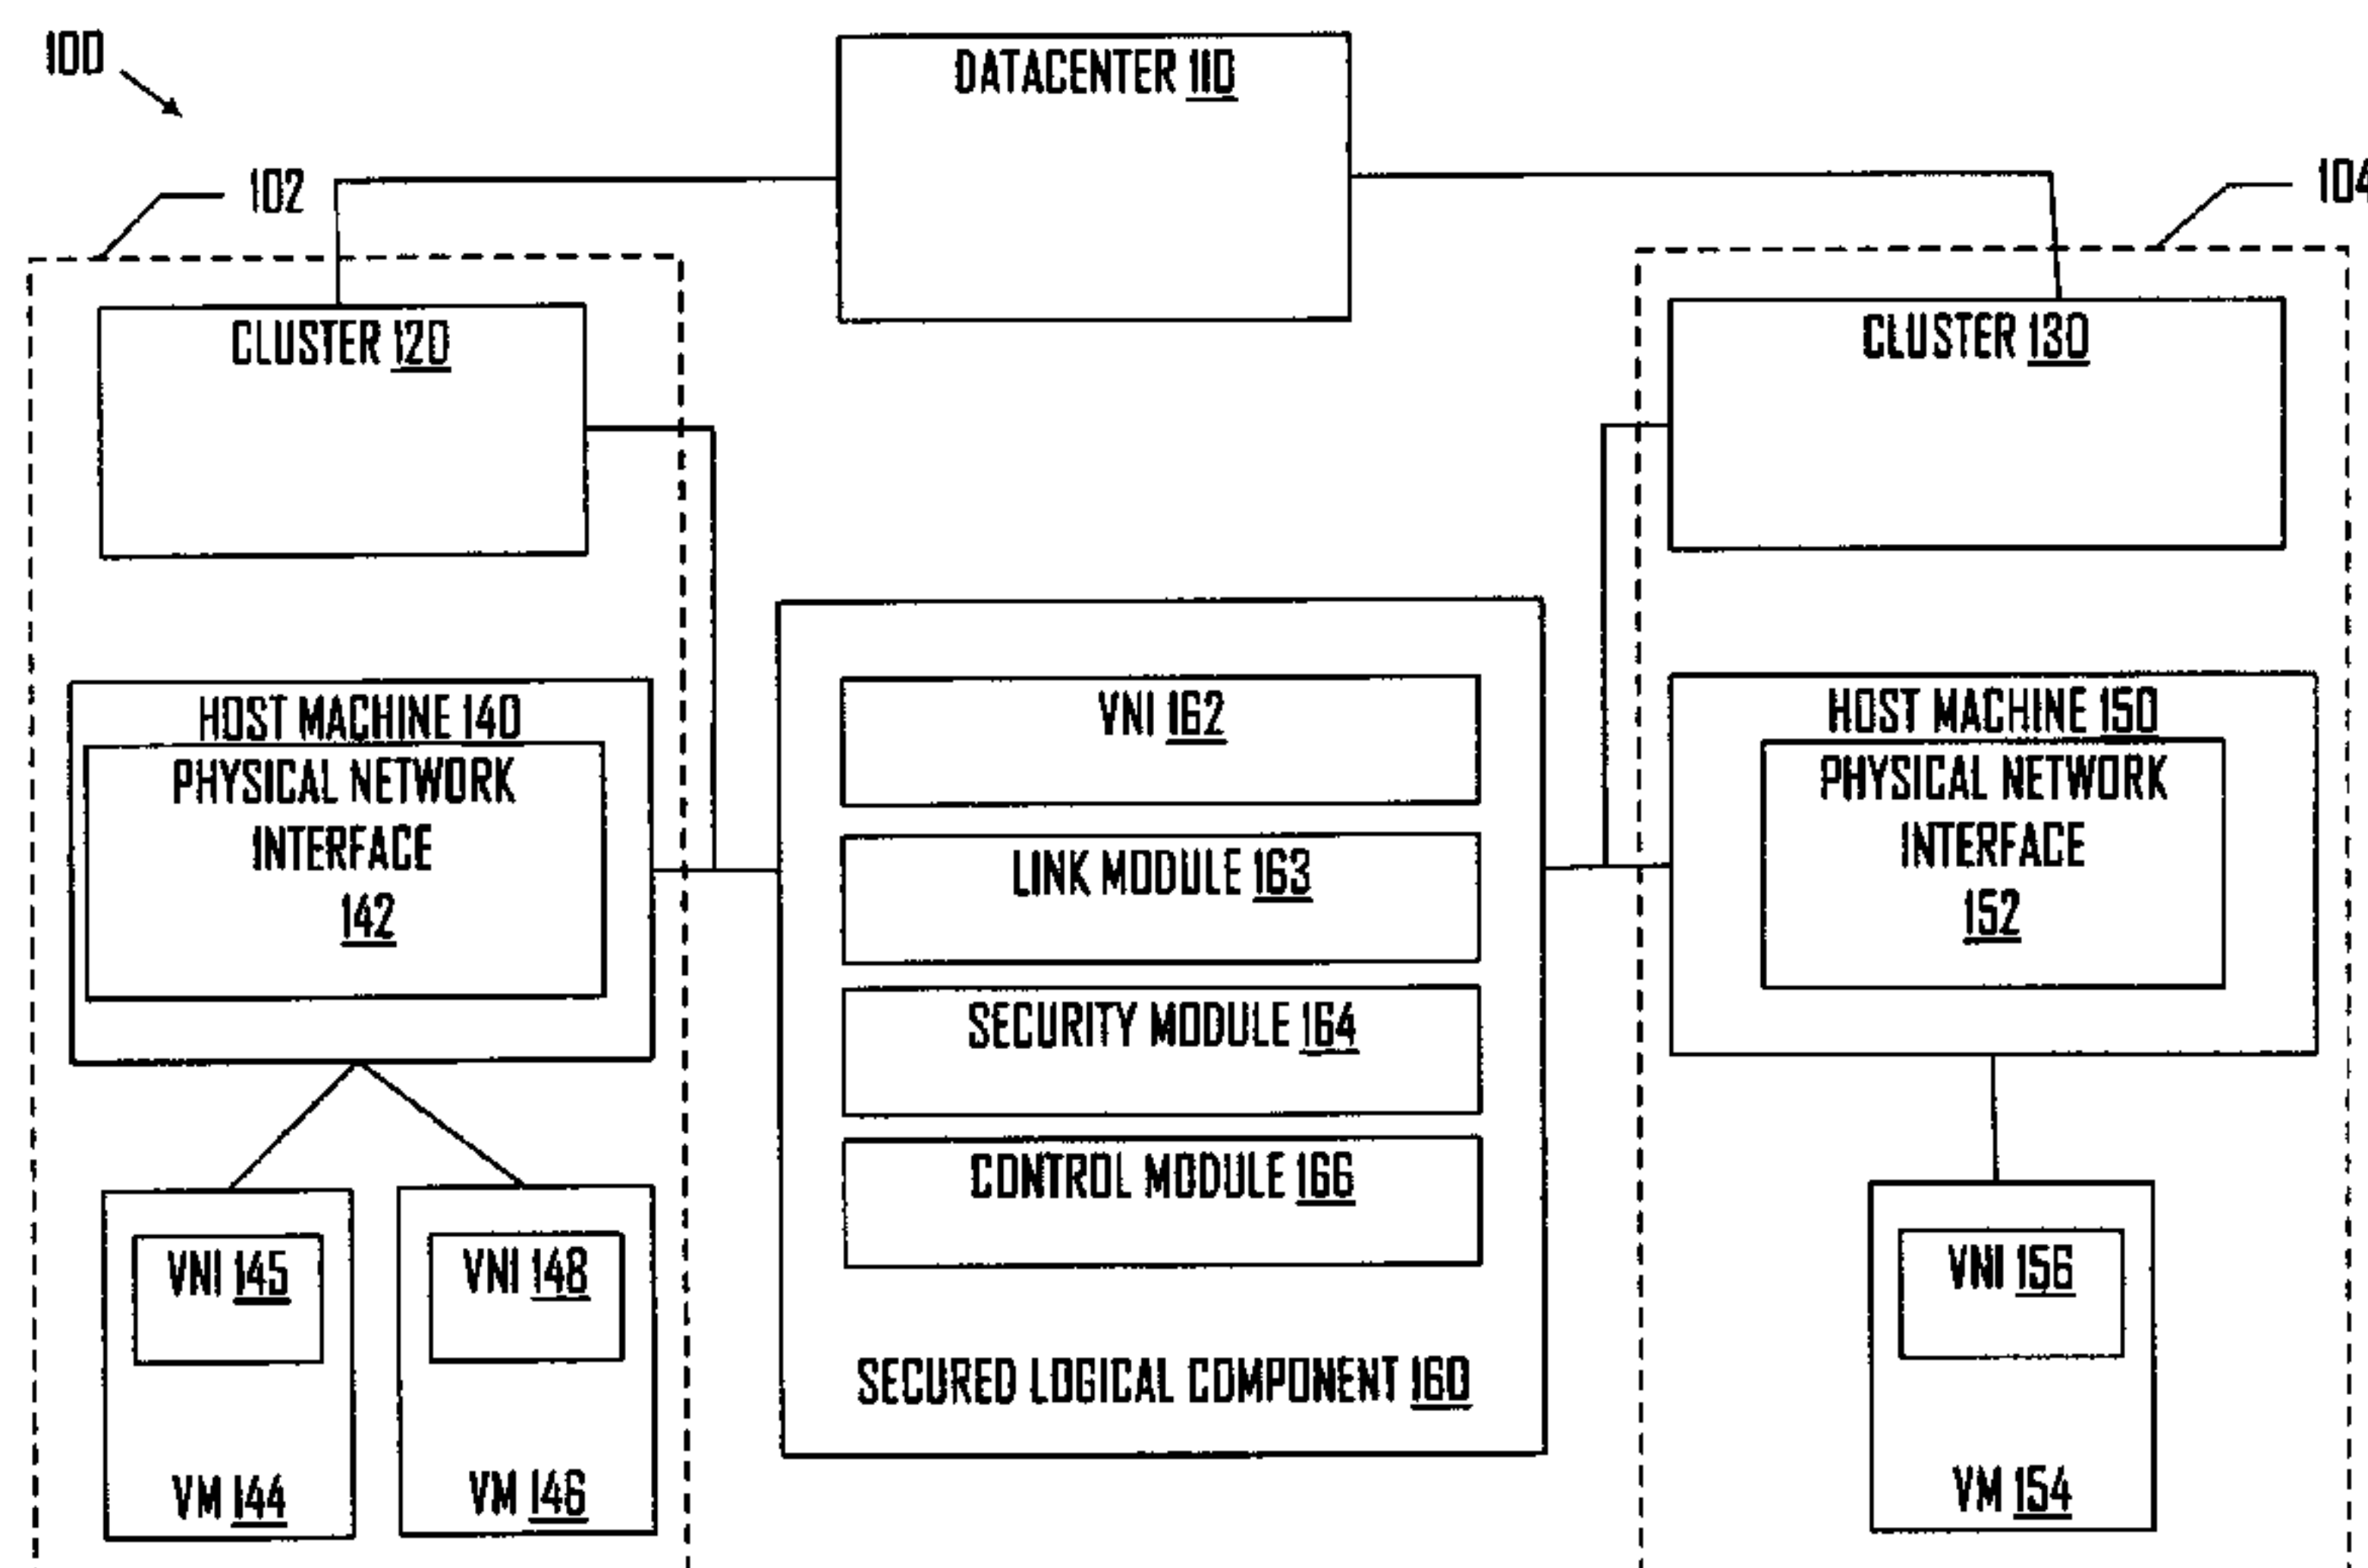 100
DATACENTER 110
102
104
CLUSTER 120
CLUSTER 130
HOST MACHINE 140
PHYSICAL NETWORK
INTERFACE
142
VNI 162
LINK MODULE 163
SECURITY MODULE 164
CONTROL MODULE 166
SECURED LOGICAL COMPONENT 160
HOST MACHINE 150
PHYSICAL NETWORK
INTERFACE
152
VNI 145
VM 144
VNI 148
VM 146
VNI 156
VM 154